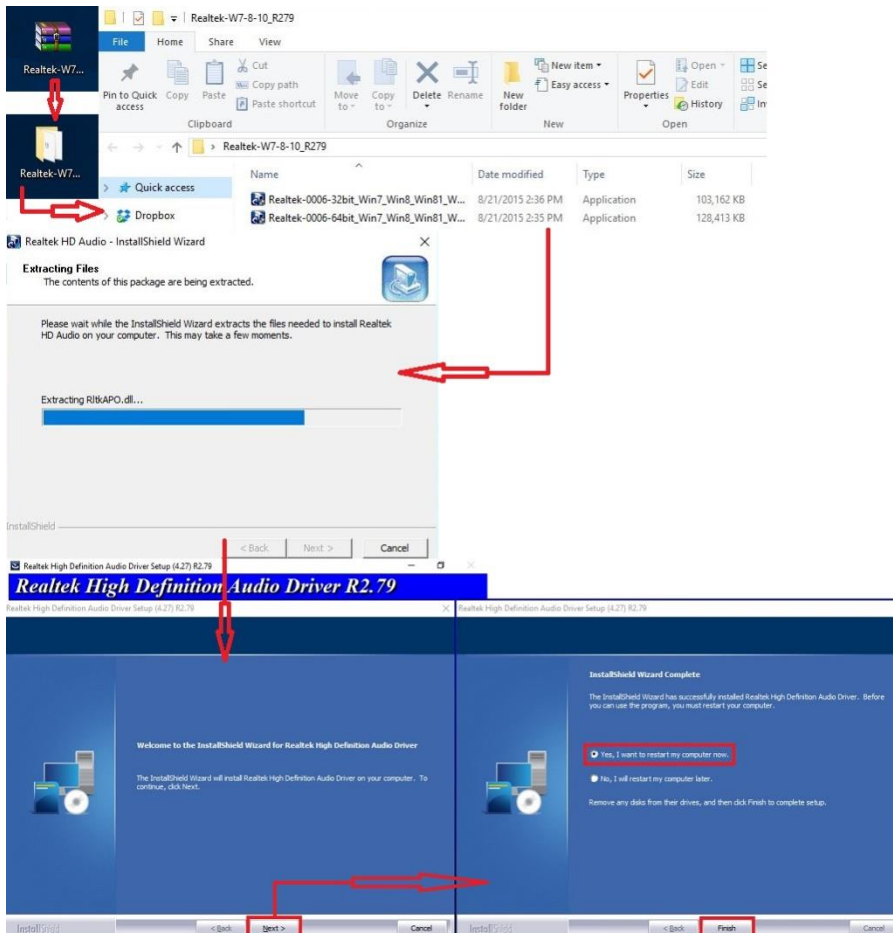 Realtek-W7-8-10_R279
File Home Share View
Realtek-W7...
Pin to Quick access
Copy
Paste
Cut
Copy path
Paste shortcut
Move to
Copy to
Delete
Rename
New folder
New item
Easy access
Properties
Open
Edit
History
Se
Se
In
Clipboard Organize New Open
Realtek-W7-8-10_R279
Realtek-W7...
Name Date modified Type Size
Quick access
Realtek-0006-32bit_Win7_Win8_Win81_W... 8/21/2015 2:36 PM Application 103,162 KB
Dropbox
Realtek-0006-64bit_Win7_Win8_Win81_W... 8/21/2015 2:35 PM Application 128,413 KB
Realtek HD Audio - InstallShield Wizard
Extracting Files
The contents of this package are being extracted.
Please wait while the InstallShield Wizard extracts the files needed to install Realtek
HD Audio on your computer. This may take a few moments.
Extracting RltkAPO.dll...
InstallShield
< Back Next > Cancel
Realtek High Definition Audio Driver Setup (4.27) R2.79
Realtek High Definition Audio Driver R2.79
Realtek High Definition Audio Driver Setup (4.27) R2.79
Welcome to the InstallShield Wizard for Realtek High Definition Audio Driver
The InstallShield Wizard will install Realtek High Definition Audio Driver on your computer. To
continue, click Next.
InstallShield
< Back Next > Cancel
Realtek High Definition Audio Driver Setup (4.27) R2.79
InstallShield Wizard Complete
The InstallShield Wizard has successfully installed Realtek High Definition Audio Driver. Before
you can use the program, you must restart your computer.
Yes, I want to restart my computer now.
No, I will restart my computer later.
Remove any disks from their drives, and then click Finish to complete setup.
InstallShield
< Back Finish Cancel